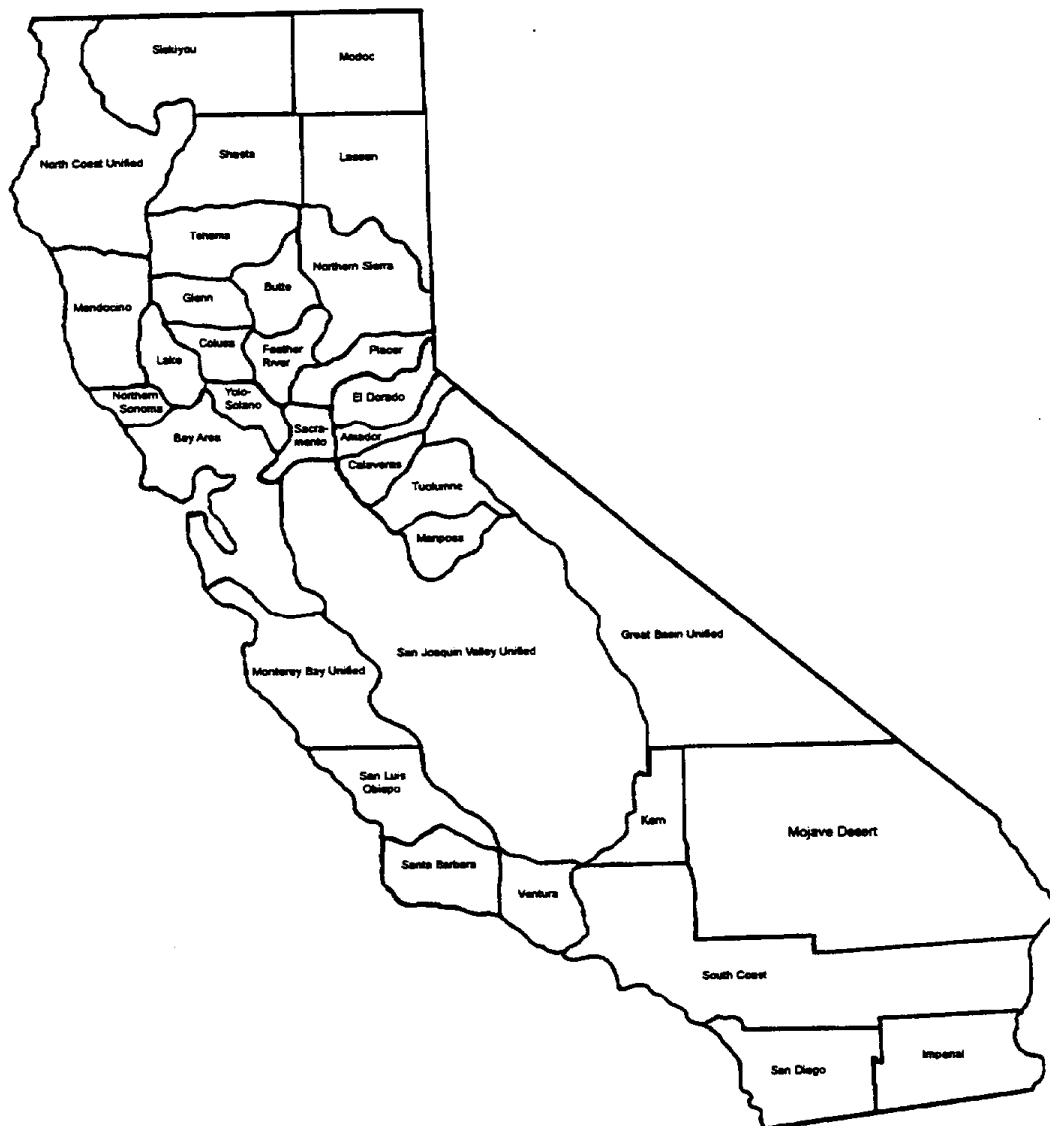 Siskiyou
Modoc
North Coast Unified
Shasta
Lassen
Tehama
Northern Sierra
Butte
Glenn
Mendocino
Colusa
Feather
River
Placer
Lake
Northern
Sonoma
Yolo-
Solano
El Dorado
Sacra-
mento
Amador
Bay Area
Calaveras
Tuolumne
Mariposa
Great Basin Unified
San Joaquin Valley Unified
Monterey Bay Unified
San Luis
Obispo
Kern
Mojave Desert
Santa Barbara
Ventura
South Coast
San Diego
Imperial